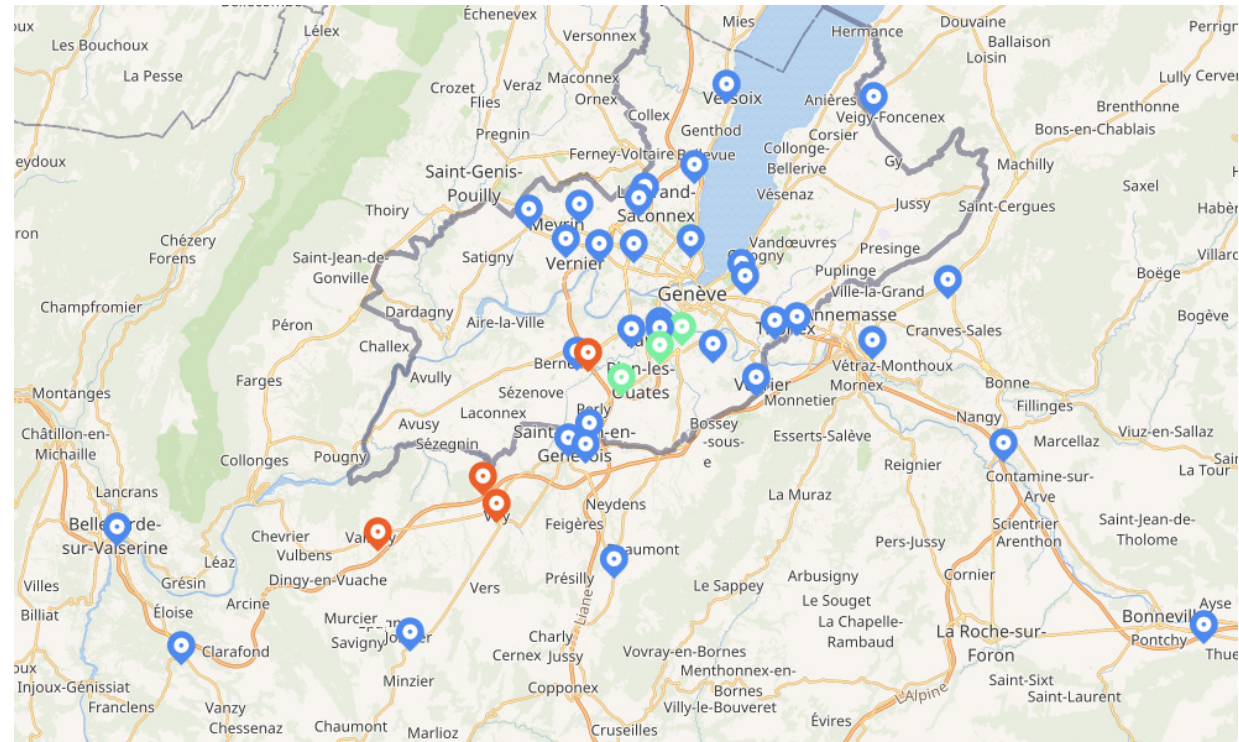 Échenevex
Mies
Douvaine
Perrign
Lélex
Versonnex
Hermance
Ballaison
Loisin
Les Bouchoux
La Pesse
Maconnex
Lully
Crozet
Veraz
Ornex
Versoix
Anières
Brenthonne
Flies
Collex
Veigy-Foncenex
Bons-en-Chablais
Pregnin
Genthod
Corsier
Ferney-Voltaire
Bellevue
Collonge-
Bellerive
Gy
Machilly
Saint-Genis-
Pouilly
Saxel
Saconnex
Vésenaz
Jussy
Saint-Cergues
Thoiry
Meyrin
Chézery
Forens
Saint-Jean-de-
Gonville
Satigny
Vernier
Vandœuvres
Presinge
Puplinge
Boëge
Champfromier
Genève
Ville-la-Grand
Dardagny
Aire-la-Ville
Annemasse
Bogève
Péron
Cranves-Sales
Challex
Vétraz-Monthoux
Farges
Avully
Mornex
Bonne
Montanges
Sézenove
Monnetier
Fillinges
Laconnex
Nangy
Châtillon-en-
Michaille
Avusy
Bossey
-sous-
e
Esserts-Salève
Marcellaz
Viuz-en-Sallaz
Sézegnin
La Tour
Collonges
Pougny
Reignier
Contamine-sur-
Arve
Lancrans
La Muraz
Neydens
Scientrier
Arenthon
Saint-Jean-de-
Tholome
sur-Valserine
Chevrier
Vulbens
Feigères
Pers-Jussy
Léaz
Dingy-en-Vuache
Présilly
Villes
Grésin
Vers
Le Sappey
Arbusigny
Cornier
Billiat
Éloise
Arcine
Liane
Le Souget
Ayse
Murcier
Savigny
La Chapelle-
Rambaud
La Roche-sur-
Foron
Pontchy
Clarafond
Charly
Cernex
Jussy
Vovray-en-Bornes
Menthonnex-en-
Bornes
Injoux-Génissiat
Minzier
Copponex
L'Alpine
Saint-Sixt
Saint-Laurent
Franclens
Vanzy
Villy-le-Bouveret
Chessenaz
Chaumont
Marlioz
Cruseilles
Évires